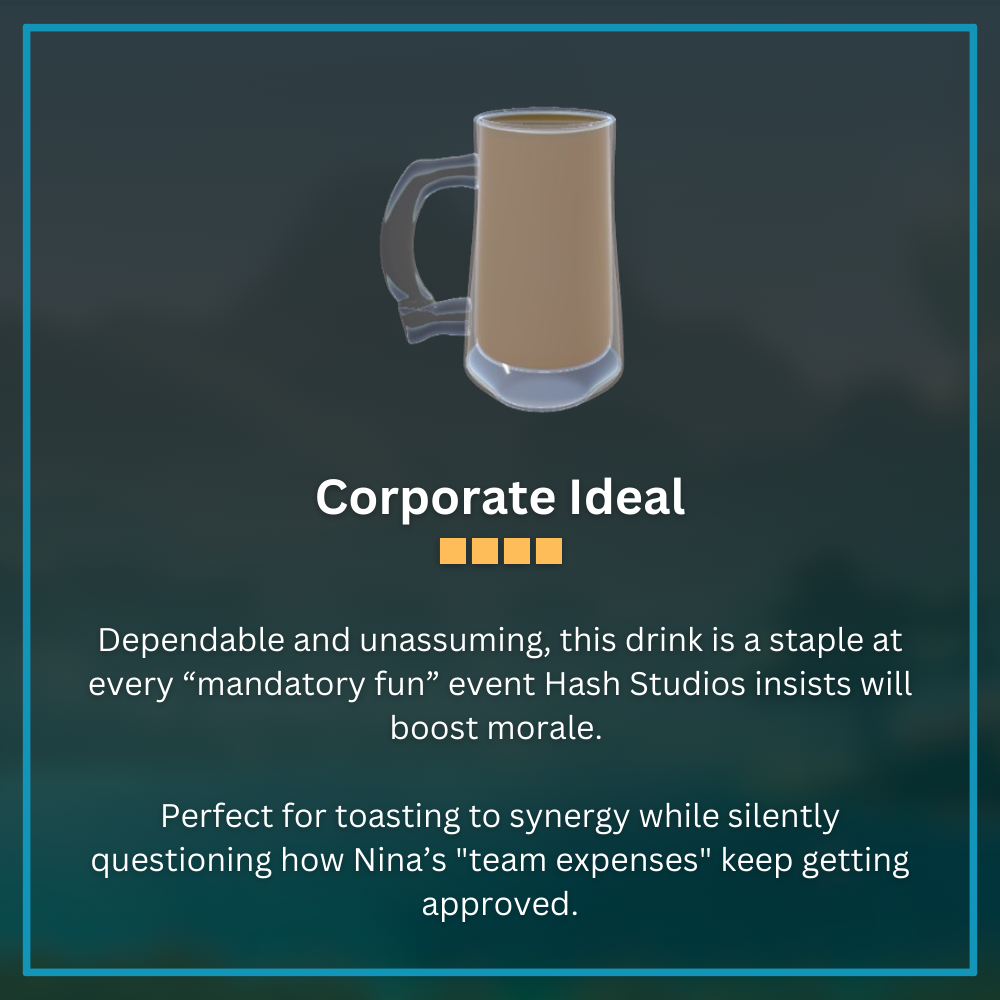 Corporate Ideal
Dependable and unassuming, this drink is a staple at
every “mandatory fun” event Hash Studios insists will
boost morale.
Perfect for toasting to synergy while silently
questioning how Nina’s "team expenses" keep getting
approved.